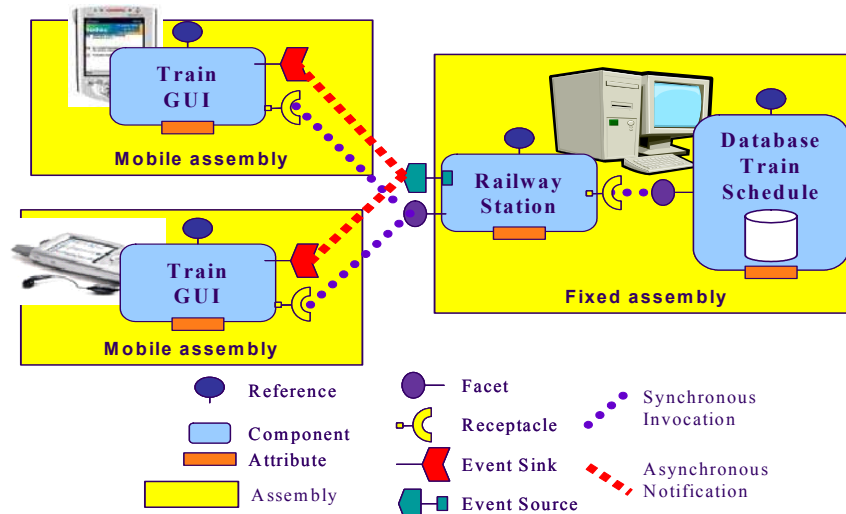 Train
GUI
Mobile assembly
Train
GUI
Mobile assembly
Railway
Station
Database
Train
Schedule
Fixed assembly
Reference
Component
Attribute
Assembly
Facet
Receptacle
Event Sink
Event Source
Synchronous
Invocation
Asynchronous
Notification